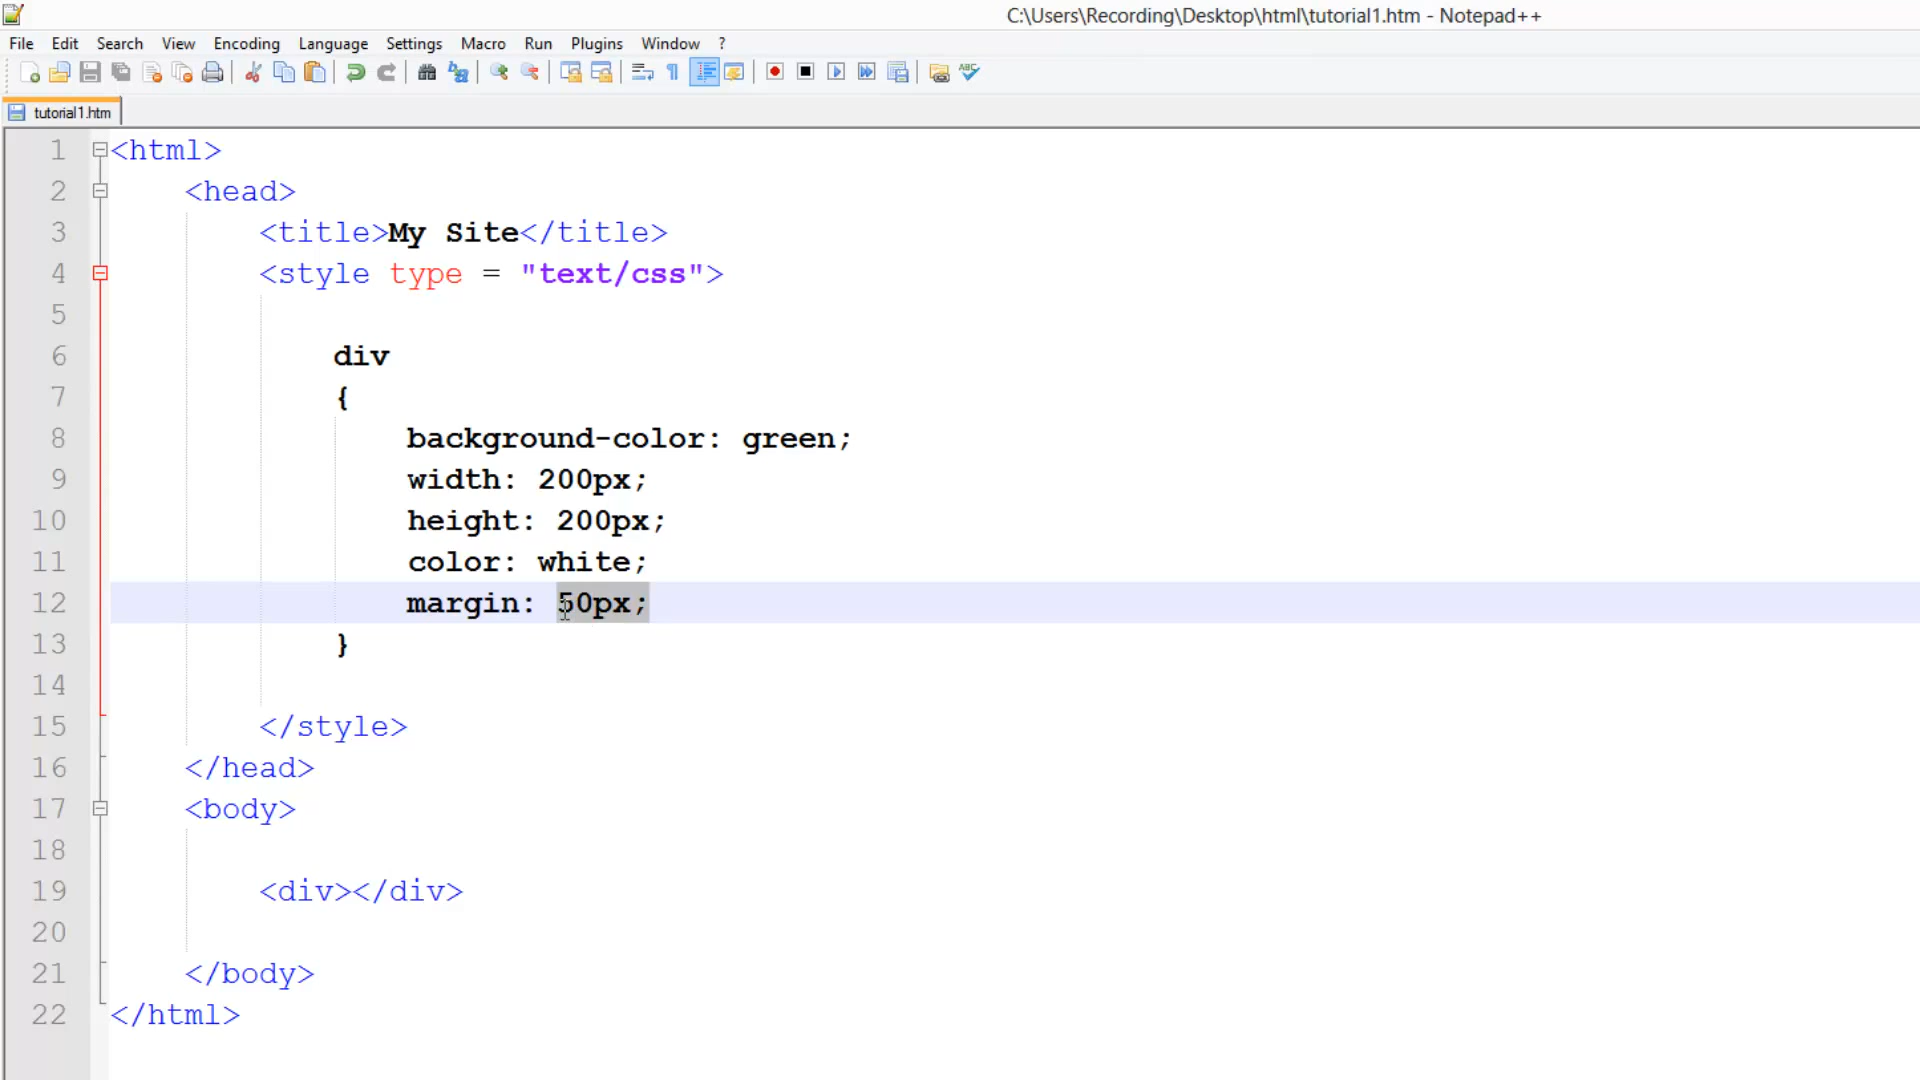 C:\Users\Recording\Desktop\html\tutorial1.htm - Notepad++
File Edit Search View Encoding Language Settings Macro Run Plugins Window ?
tutorial1.htm
1 <html>
2 <head>
3 <title>My Site</title>
4 <style type = "text/css">
5
6 div
7 {
8 background-color: green;
9 width: 200px;
10 height: 200px;
11 color: white;
12 margin: 50px;
13 }
14
15 </style>
16 </head>
17 <body>
18
19 <div></div>
20
21 </body>
22 </html>